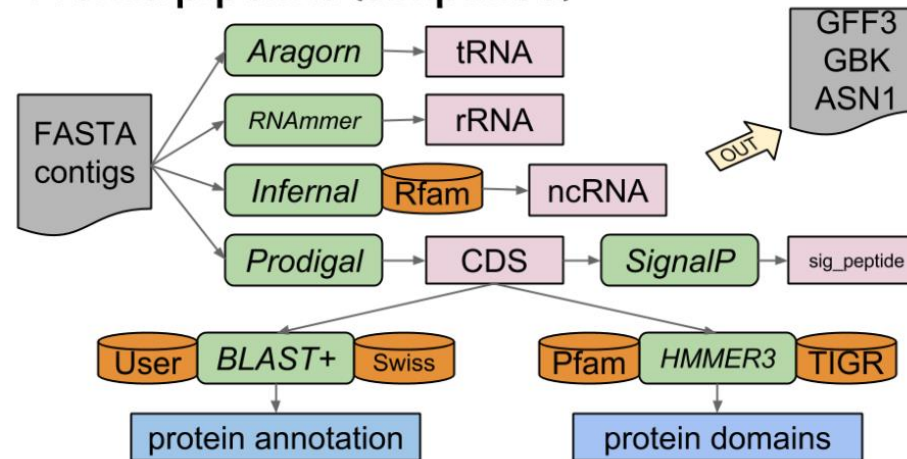 Aragorn
tRNA
GFF3
GBK
ASN1
FASTA
contigs
RNAmmer
rRNA
OUT
Infernal
Rfam
ncRNA
Prodigal
CDS
SignalP
sig_peptide
User
BLAST+
Swiss
Pfam
HMMER3
TIGR
protein annotation
protein domains